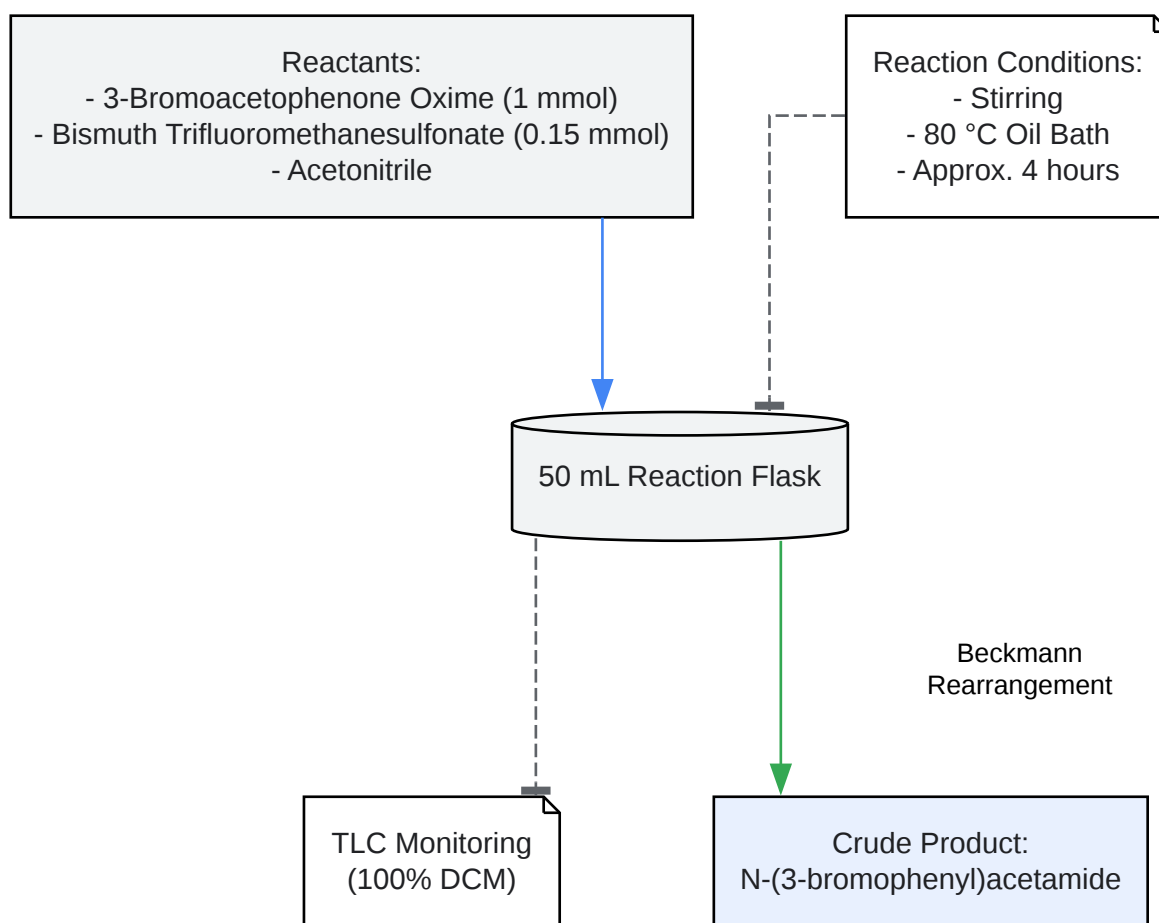 Reactants:
- 3-Bromoacetophenone Oxime (1 mmol)
- Bismuth Trifluoromethanesulfonate (0.15 mmol)
- Acetonitrile
Reaction Conditions:
- Stirring
- 80 °C Oil Bath
- Approx. 4 hours
50 mL Reaction Flask
Beckmann
Rearrangement
TLC Monitoring
(100% DCM)
Crude Product:
N-(3-bromophenyl)acetamide